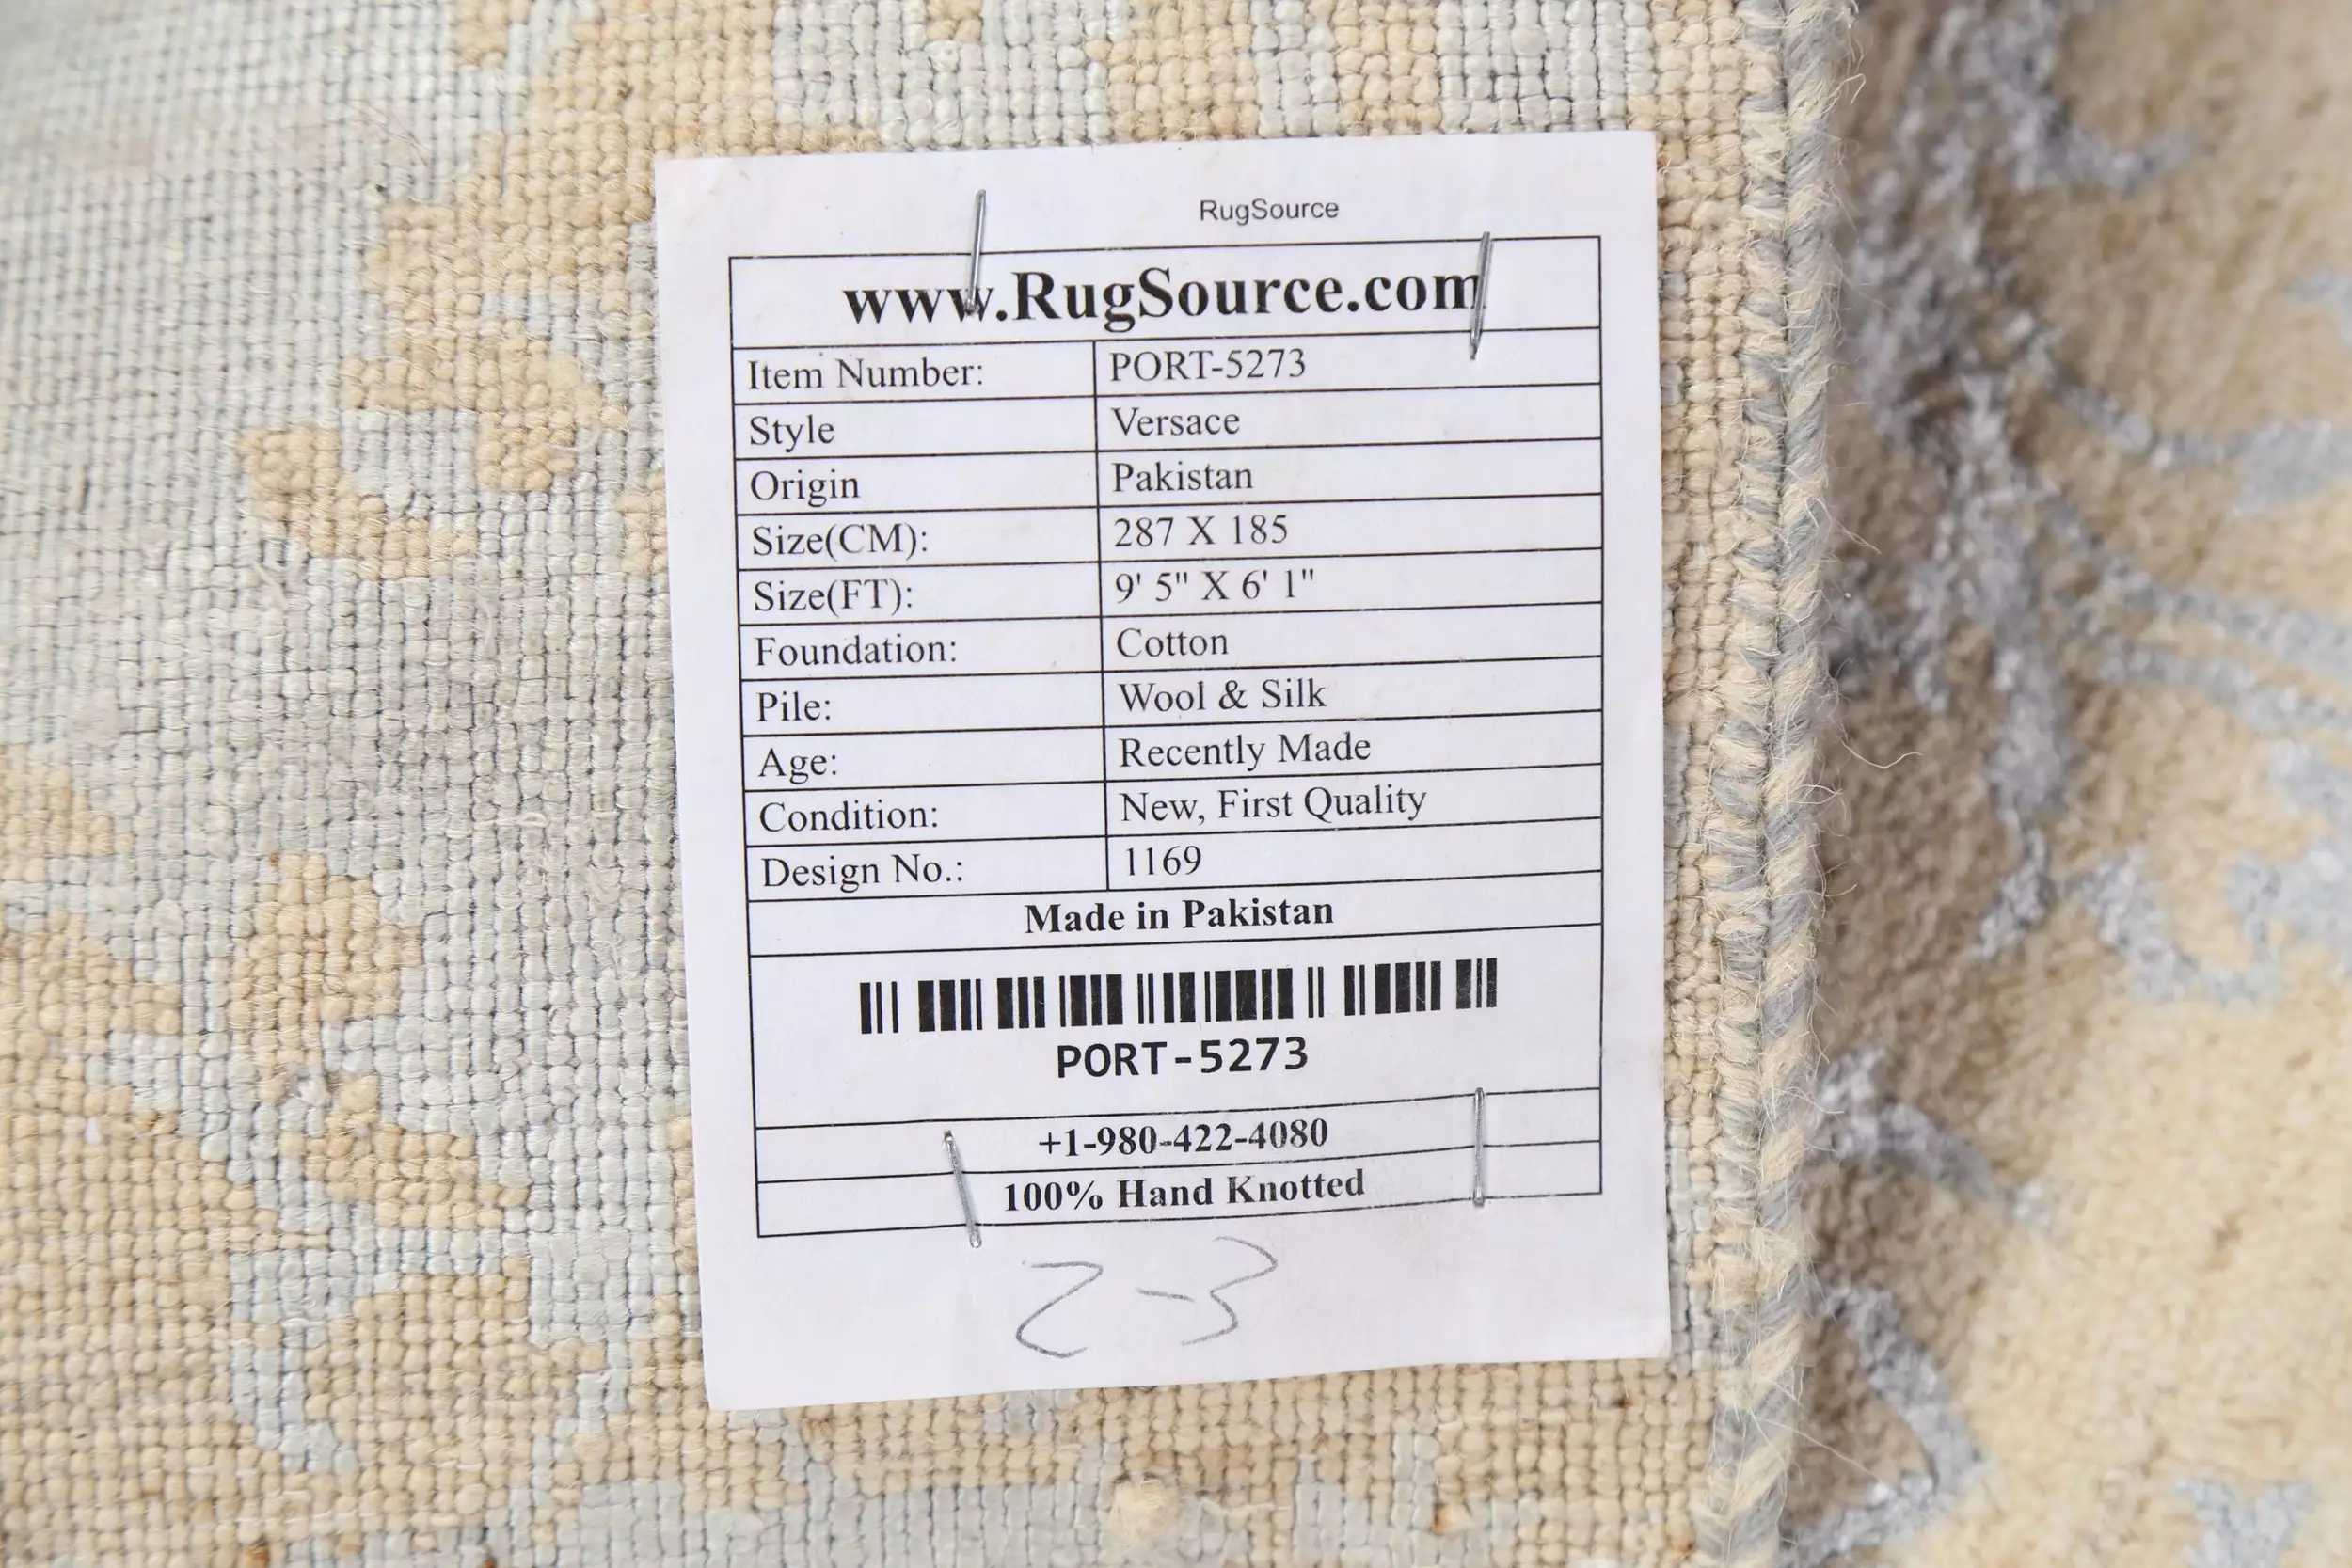 RugSource
www.RugSource.com
Item Number: PORT-5273
Style Versace
Origin Pakistan
Size(CM): 287 X 185
Size(FT): 9' 5" X 6' 1"
Foundation: Cotton
Pile: Wool & Silk
Age: Recently Made
Condition: New, First Quality
Design No.: 1169
Made in Pakistan
PORT-5273
+1-980-422-4080
100% Hand Knotted
2-3